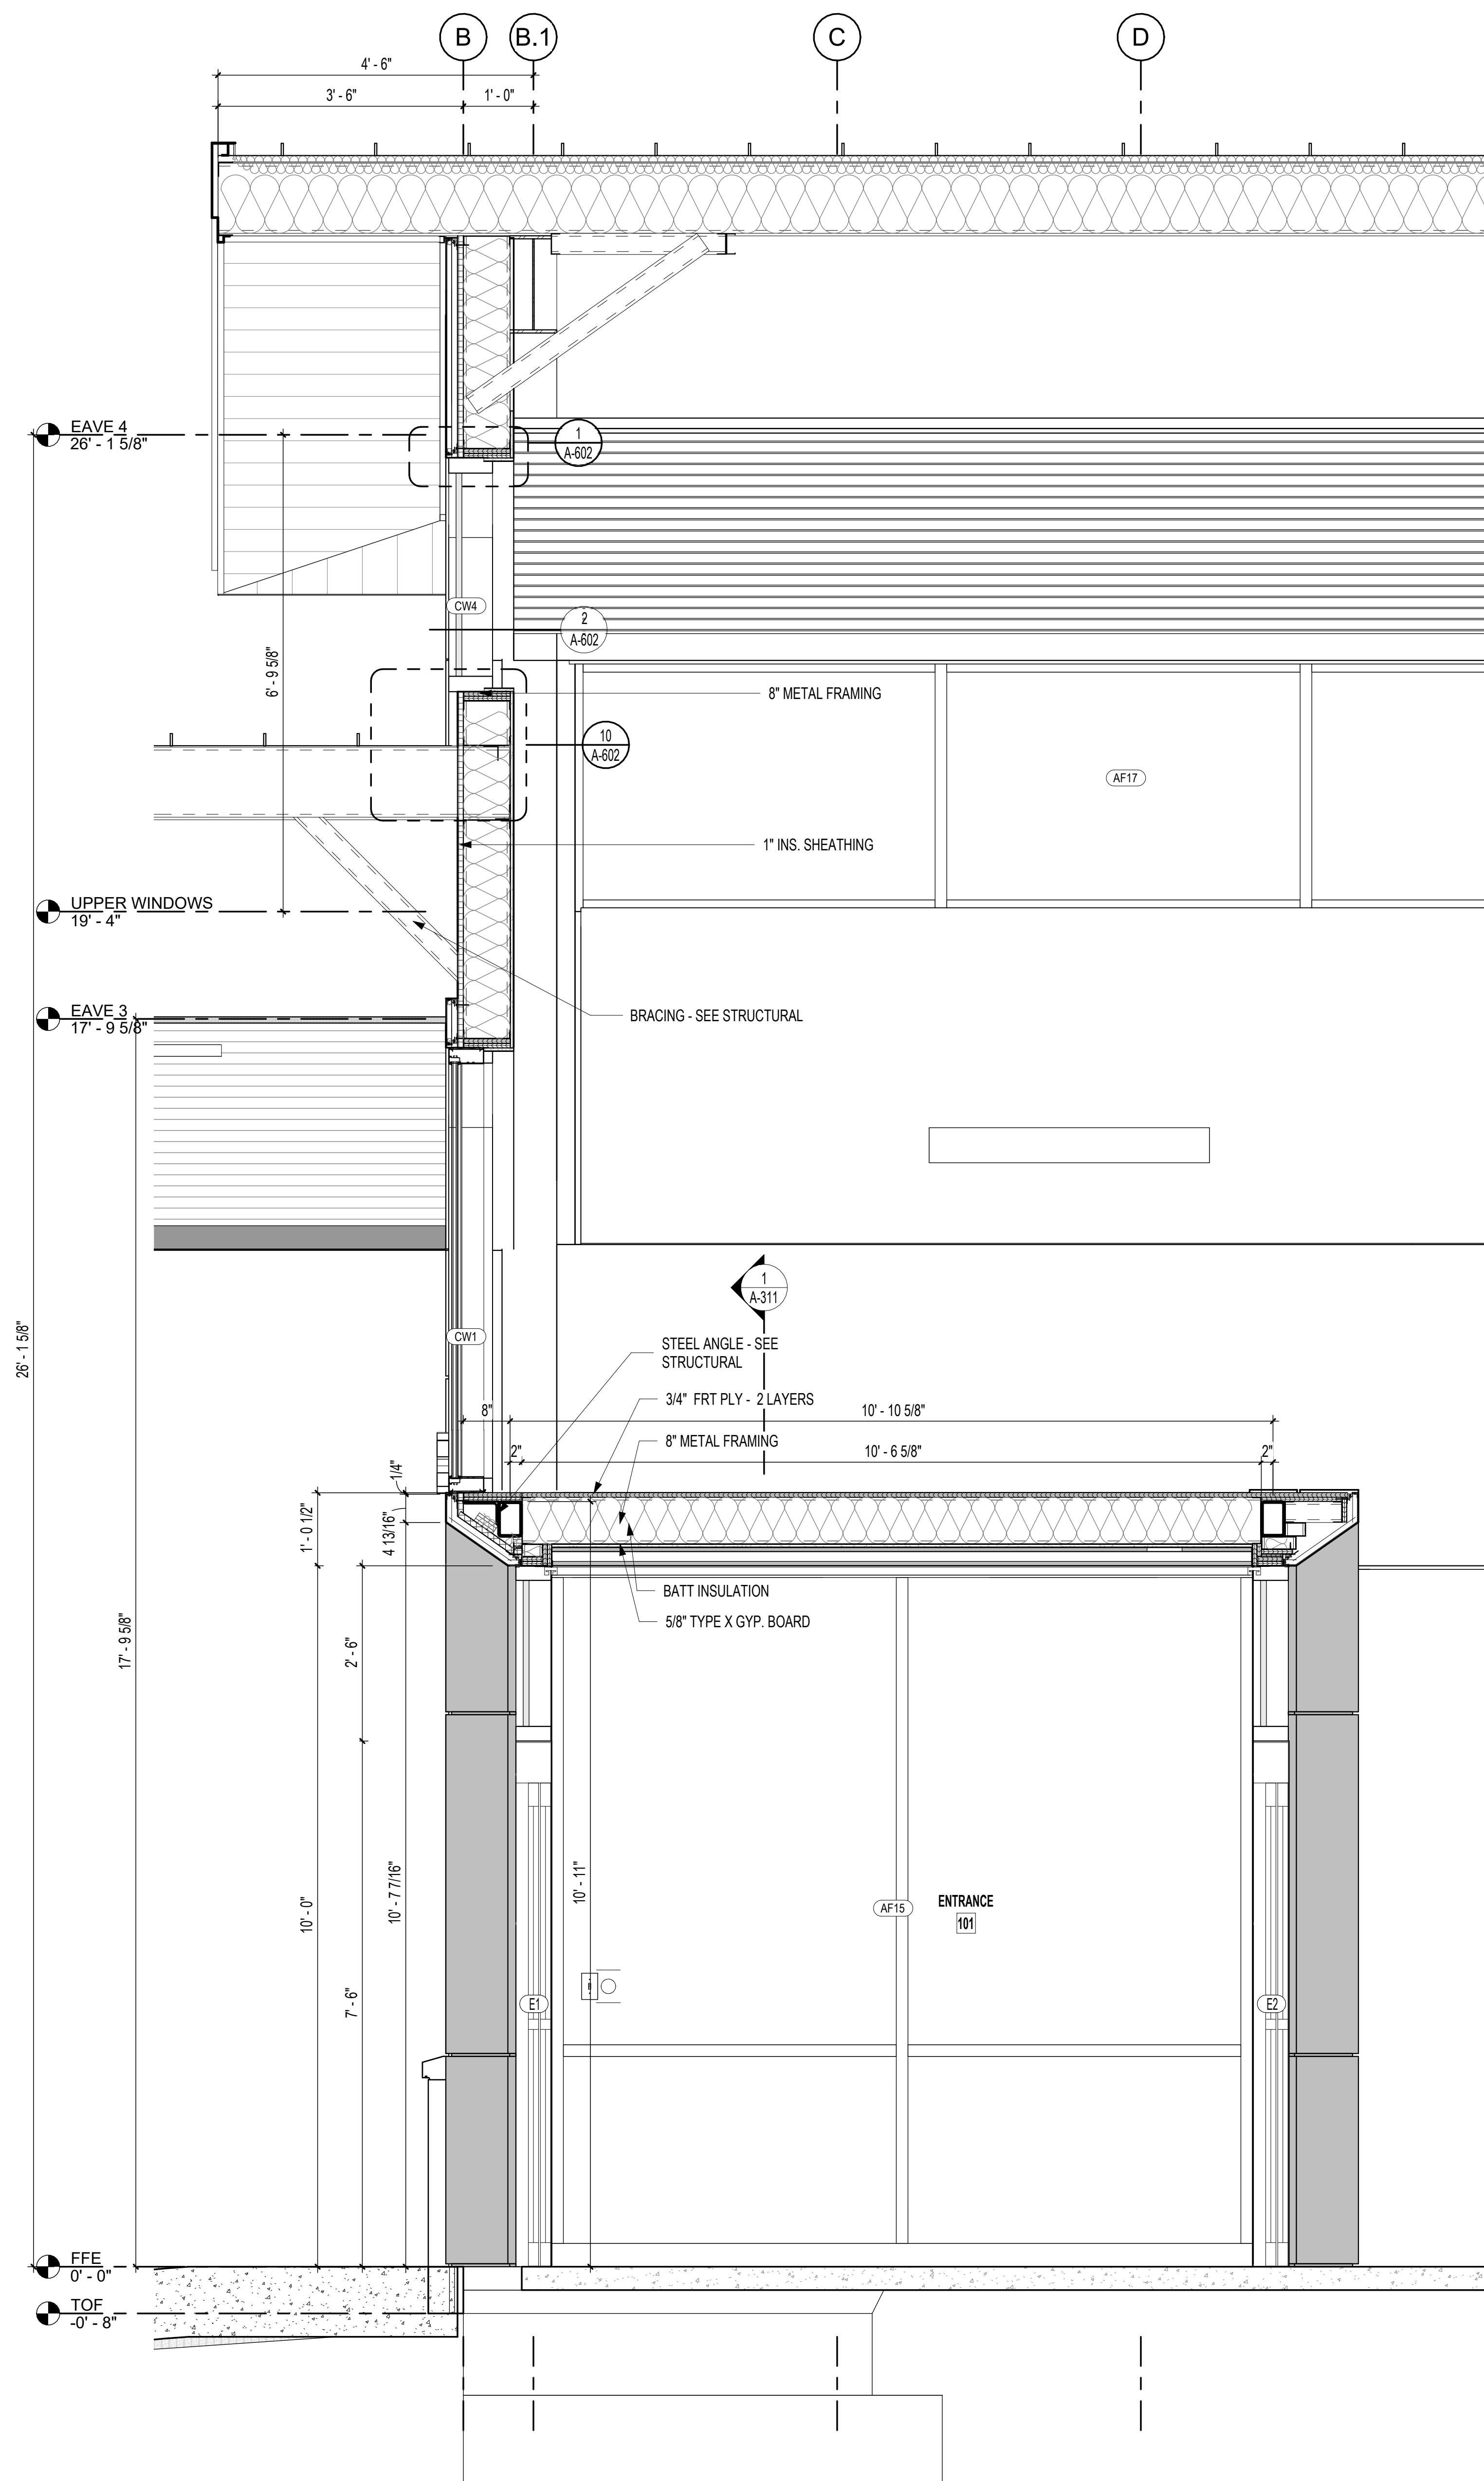 B
B.1
C
D
4' - 6"
3' - 6"
1' - 0"
EAVE 4
26' - 1 5/8"
1
A-602
CW4
2
A-602
6' - 9 5/8"
8" METAL FRAMING
10
A-602
AF17
1" INS. SHEATHING
UPPER WINDOWS
19' - 4"
EAVE 3
17' - 9 5/8"
BRACING - SEE STRUCTURAL
1
A-311
CW1
26' - 1 5/8"
STEEL ANGLE - SEE
STRUCTURAL
3/4" FRT PLY - 2 LAYERS
8"
10' - 10 5/8"
8" METAL FRAMING
2"
10' - 6 5/8"
2"
1/4"
1' - 0 1/2"
4 13/16"
BATT INSULATION
5/8" TYPE X GYP. BOARD
17' - 9 5/8"
2' - 6"
10' - 0"
10' - 7 7/16"
10' - 11"
AF15
ENTRANCE
101
7' - 6"
E1
E2
FFE
0' - 0"
TOF
-0' - 8"